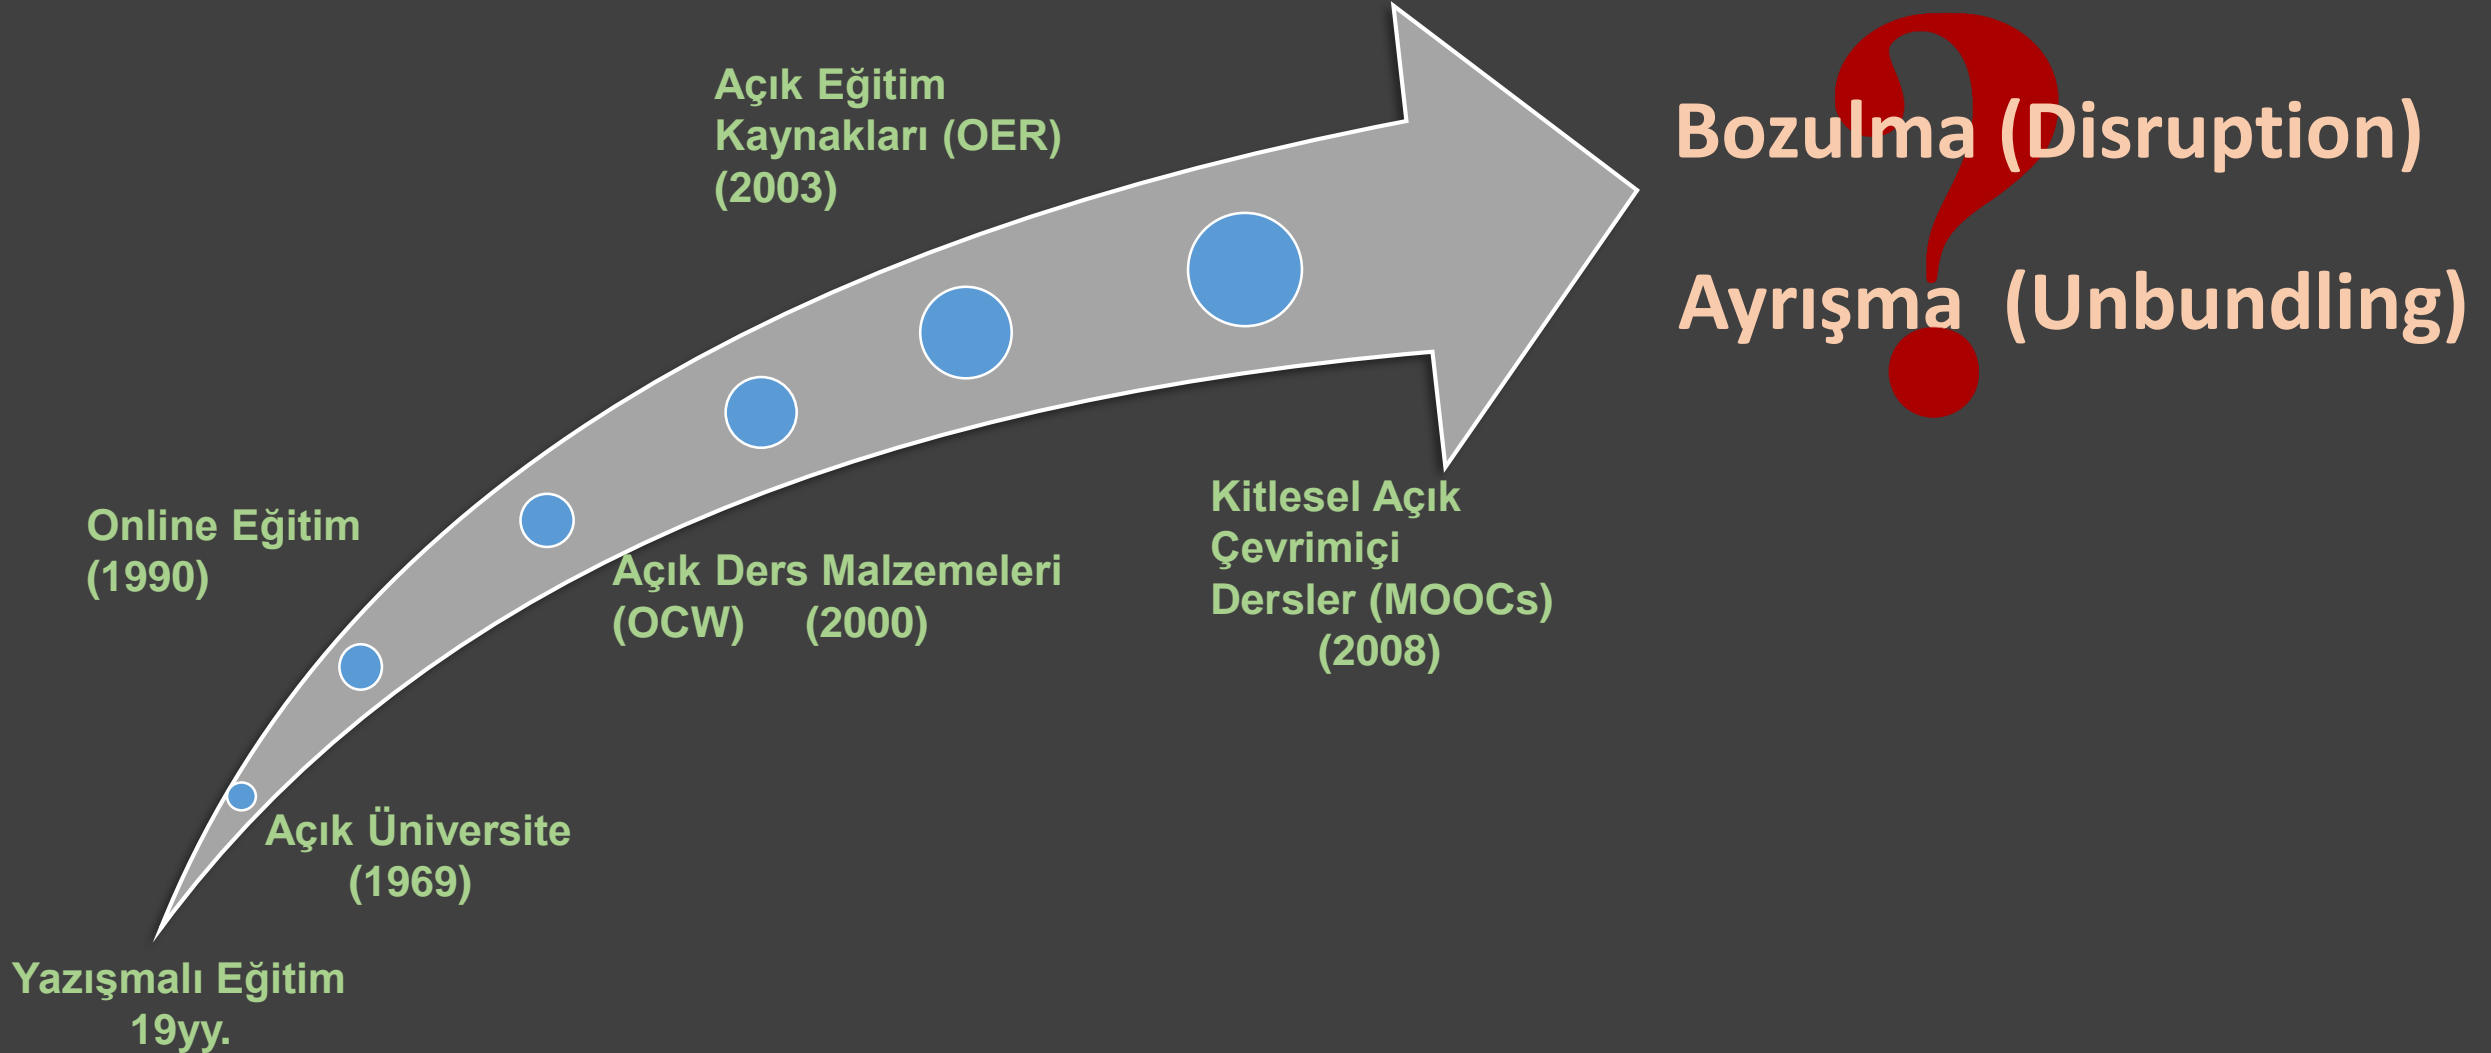 Yazışmalı Eğitim
19yy.
Açık Üniversite
(1969)
Online Eğitim
(1990)
Açık Ders Malzemeleri
(OCW) (2000)
Açık Eğitim
Kaynakları (OER)
(2003)
Kitlesel Açık
Çevrimiçi
Dersler (MOOCs)
(2008)
?
Bozulma (Disruption)
Ayrışma (Unbundling)